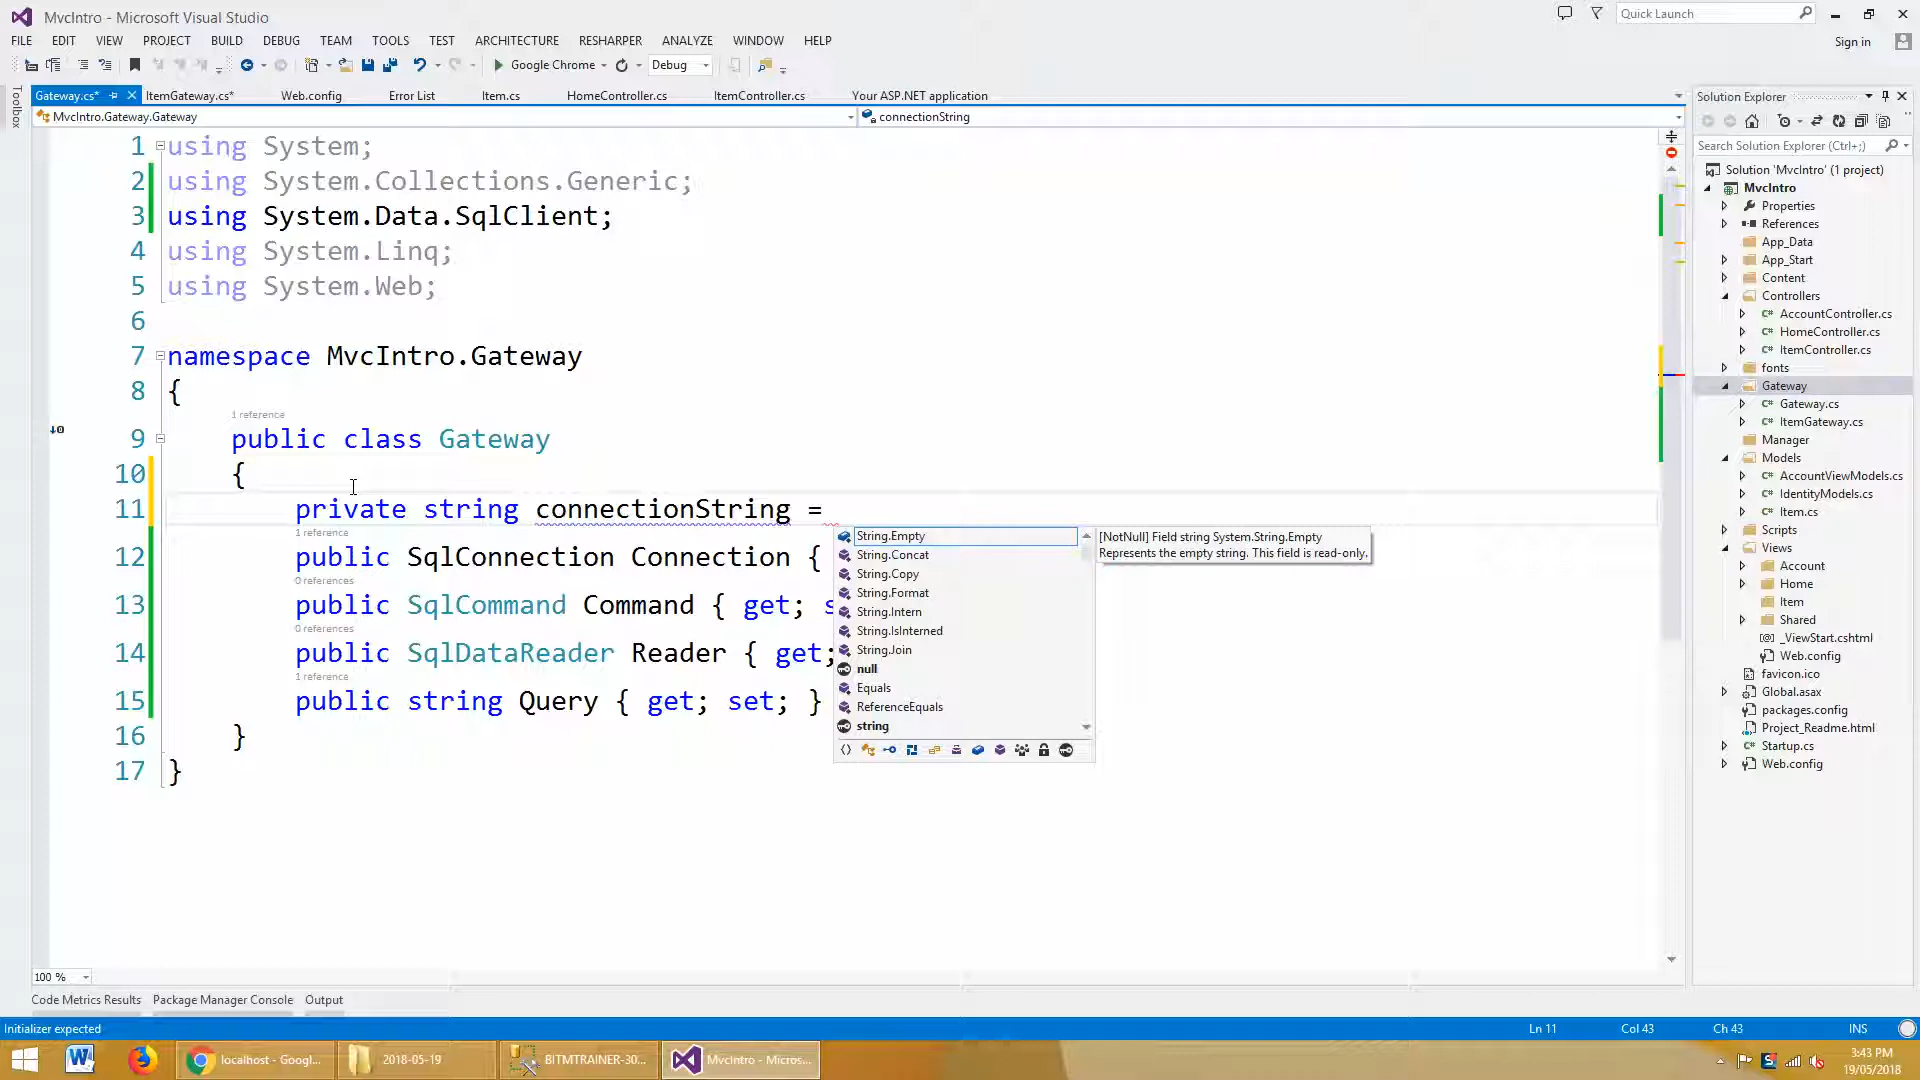 MvcIntro - Microsoft Visual Studio
Quick Launch
FILE EDIT VIEW PROJECT BUILD DEBUG TEAM TOOLS TEST ARCHITECTURE RESHARPER ANALYZE WINDOW HELP
Sign in
Google Chrome
Debug
Toolbox
Gateway.cs* ItemGateway.cs* Web.config Error List Item.cs HomeController.cs ItemController.cs Your ASP.NET application
MvcIntro.Gateway.Gateway
connectionString
1 using System;
2 using System.Collections.Generic;
3 using System.Data.SqlClient;
4 using System.Linq;
5 using System.Web;
6
7 namespace MvcIntro.Gateway
8 {
1 reference
9 public class Gateway
10 {
11 private string connectionString =
1 reference
12 public SqlConnection Connection {
0 references
13 public SqlCommand Command { get; s
0 references
14 public SqlDataReader Reader { get;
1 reference
15 public string Query { get; set; }
16 }
17 }
String.Empty
String.Concat
String.Copy
String.Format
String.Intern
String.IsInterned
String.Join
null
Equals
ReferenceEquals
string
[NotNull] Field string System.String.Empty
Represents the empty string. This field is read-only.
Solution Explorer
Search Solution Explorer (Ctrl+;)
Solution 'MvcIntro' (1 project)
MvcIntro
Properties
References
App_Data
App_Start
Content
Controllers
AccountController.cs
HomeController.cs
ItemController.cs
fonts
Gateway
Gateway.cs
ItemGateway.cs
Manager
Models
AccountViewModels.cs
IdentityModels.cs
Item.cs
Scripts
Views
Account
Home
Item
Shared
_ViewStart.cshtml
Web.config
favicon.ico
Global.asax
packages.config
Project_Readme.html
Startup.cs
Web.config
100 %
Code Metrics Results Package Manager Console Output
Initializer expected
Ln 11 Col 43 Ch 43 INS
localhost - Googl...
2018-05-19
BITMTRAINER-30...
MvcIntro - Micros...
3:43 PM
19/05/2018